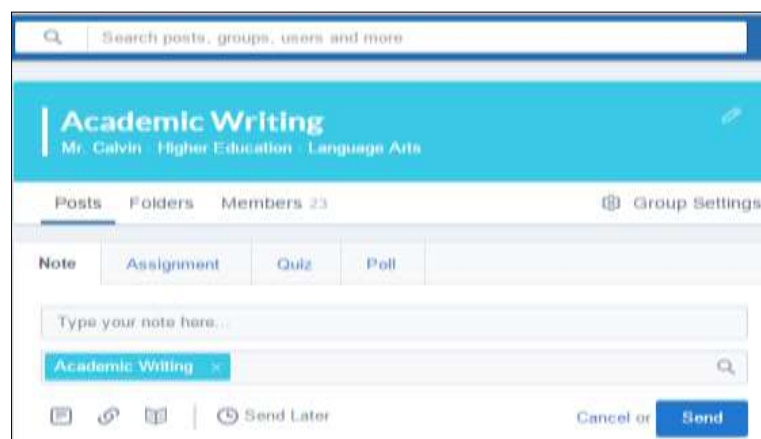 Search posts, groups, users and more
Academic Writing
Mr. Calvin · Higher Education · Language Arts
Posts Folders Members 23
Group Settings
Note Assignment Quiz Poll
Type your note here...
Academic Writing ×
Send Later
Cancel or Send